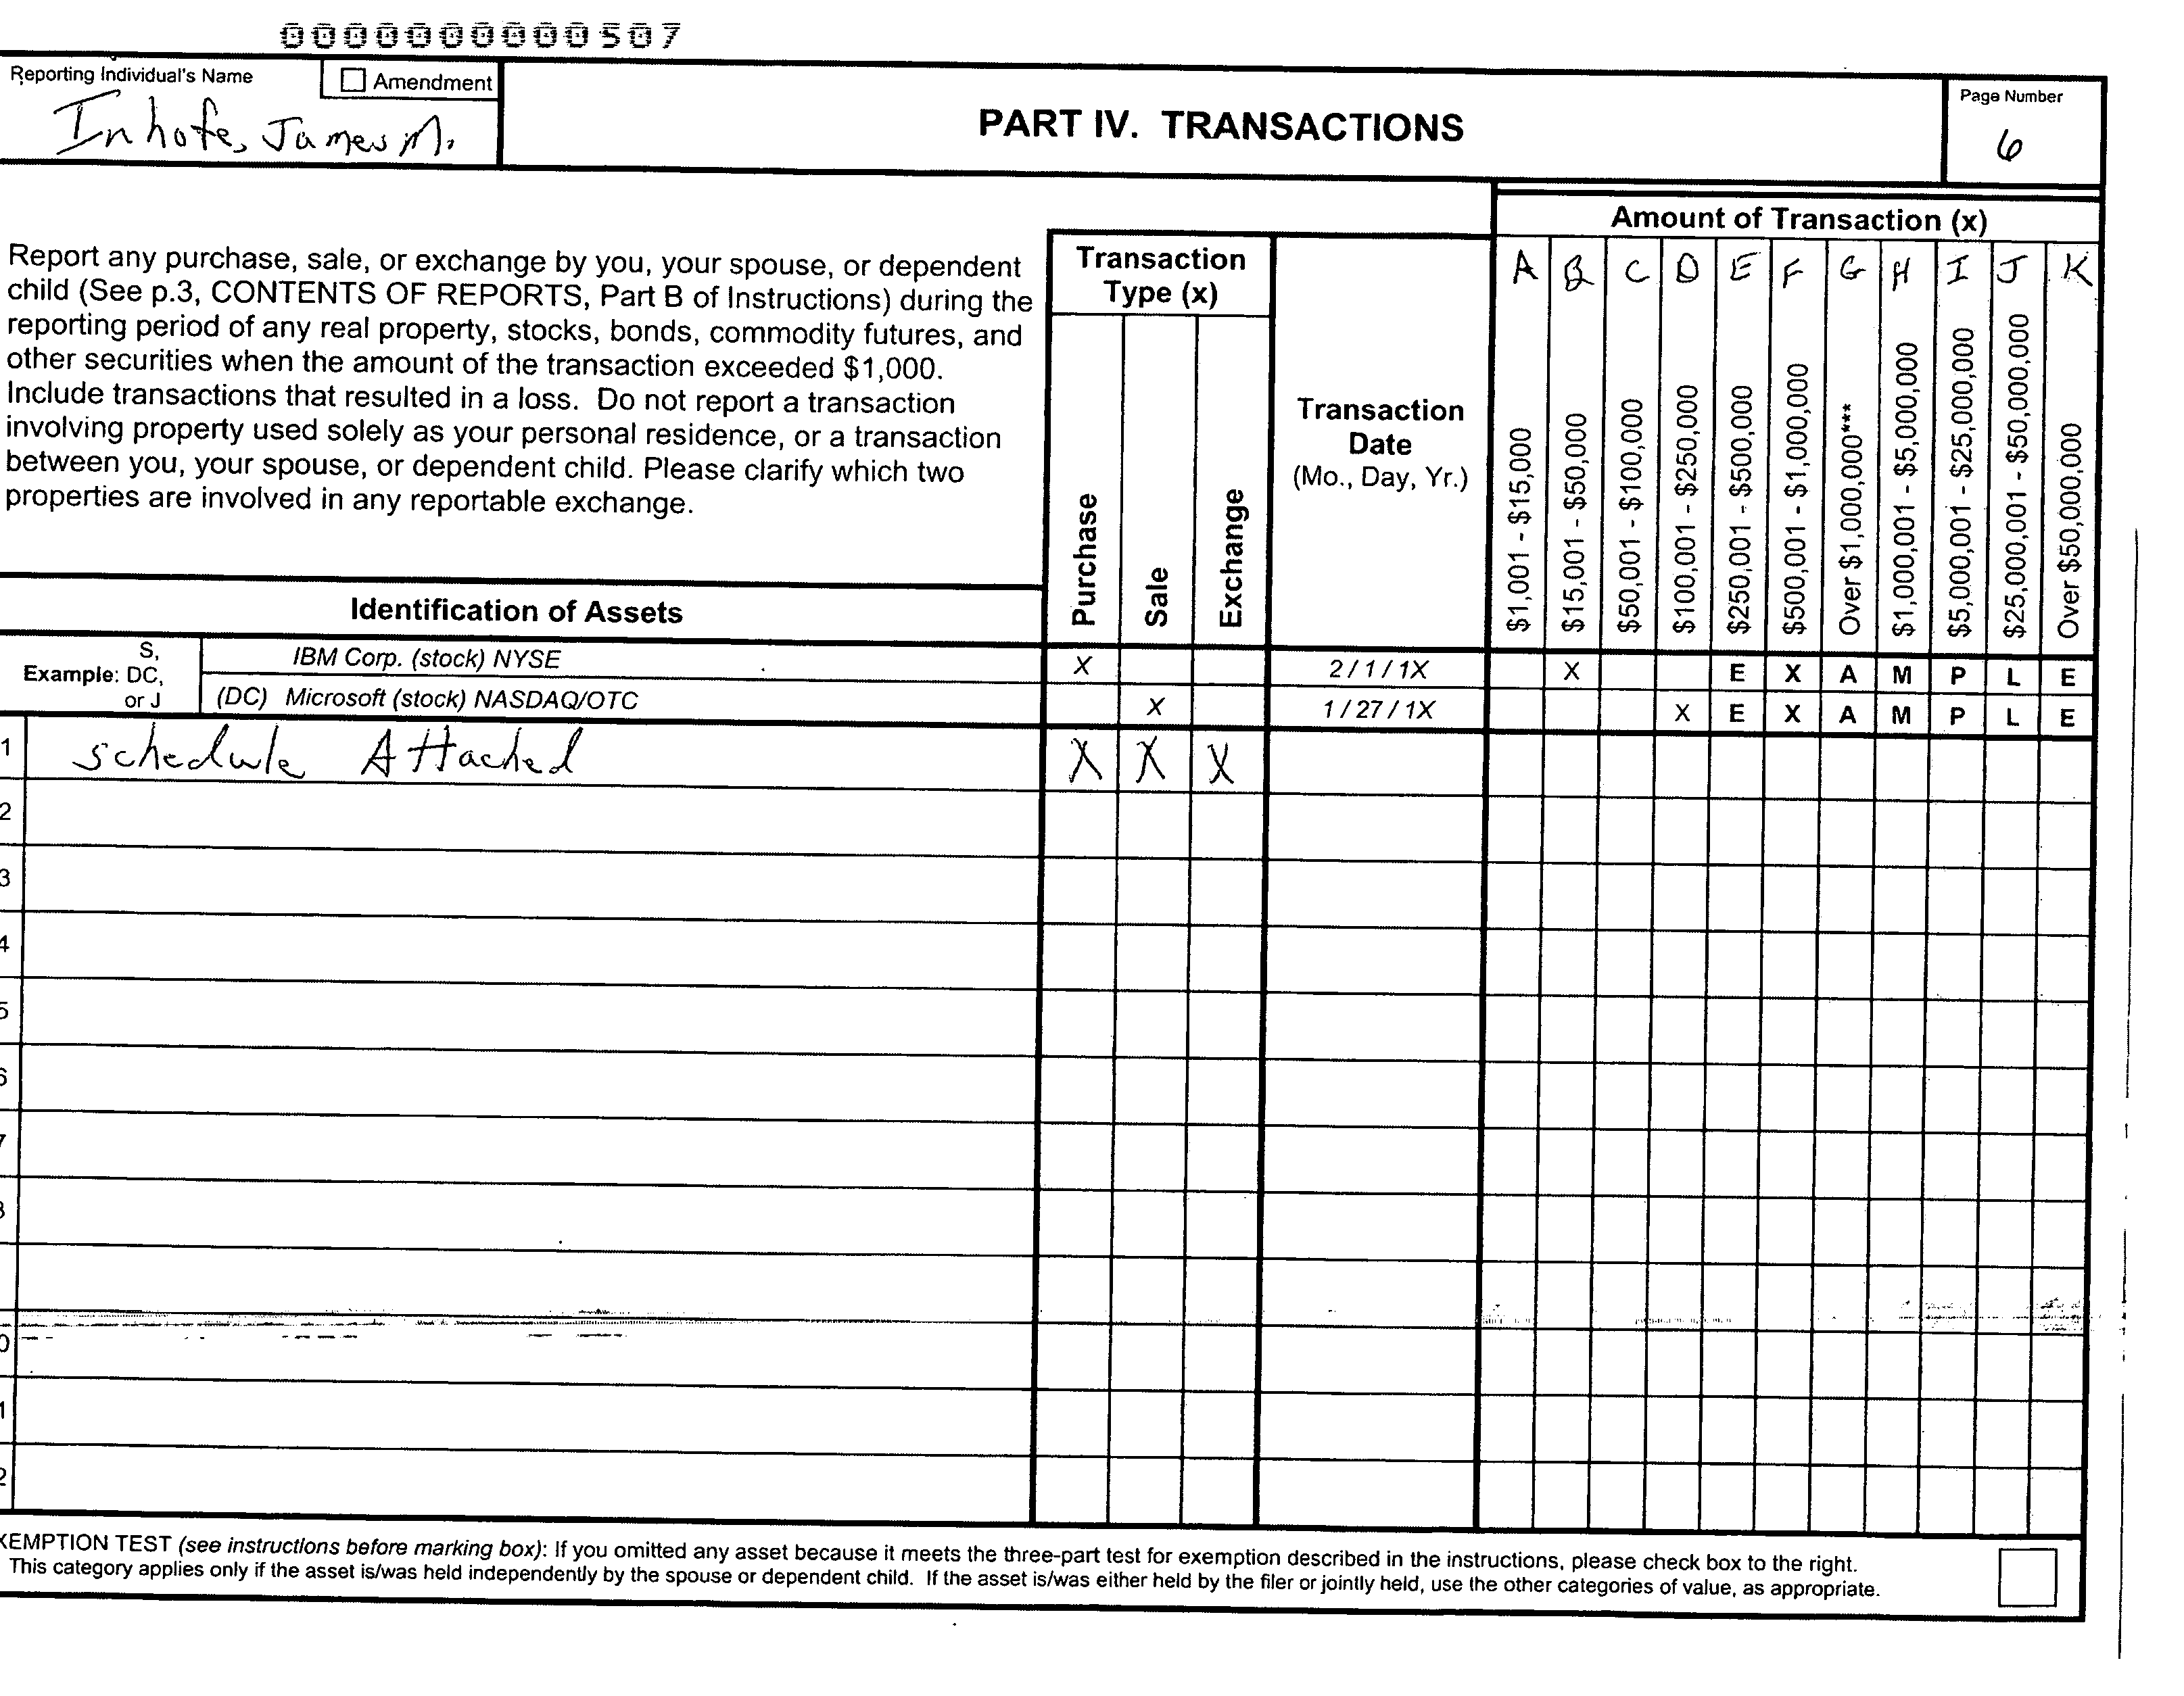 0000000000507
Reporting Individual's Name
☐ Amendment
Inhofe, James M.
PART IV. TRANSACTIONS
Page Number
6
Amount of Transaction (x)
Report any purchase, sale, or exchange by you, your spouse, or dependent
child (See p.3, CONTENTS OF REPORTS, Part B of Instructions) during the
reporting period of any real property, stocks, bonds, commodity futures, and
other securities when the amount of the transaction exceeded $1,000.
Include transactions that resulted in a loss. Do not report a transaction
involving property used solely as your personal residence, or a transaction
between you, your spouse, or dependent child. Please clarify which two
properties are involved in any reportable exchange.
Transaction
Type (x)
Purchase
Sale
Exchange
Transaction
Date
(Mo., Day, Yr.)
A B C D E F G H I J K
$1,001 - $15,000
$15,001 - $50,000
$50,001 - $100,000
$100,001 - $250,000
$250,001 - $500,000
$500,001 - $1,000,000
Over $1,000,000***
$1,000,001 - $5,000,000
$5,000,001 - $25,000,000
$25,000,001 - $50,000,000
Over $50,000,000
Identification of Assets
Example:
S,
DC,
or J
IBM Corp. (stock) NYSE X 2 / 1 / 1X X E X A M P L E
(DC) Microsoft (stock) NASDAQ/OTC X 1 / 27 / 1X X E X A M P L E
1 schedule Attached X X X
2
3
4
5
6
7
8
0
1
2
XEMPTION TEST (see instructions before marking box): If you omitted any asset because it meets the three-part test for exemption described in the instructions, please check box to the right.
This category applies only if the asset is/was held independently by the spouse or dependent child. If the asset is/was either held by the filer or jointly held, use the other categories of value, as appropriate.